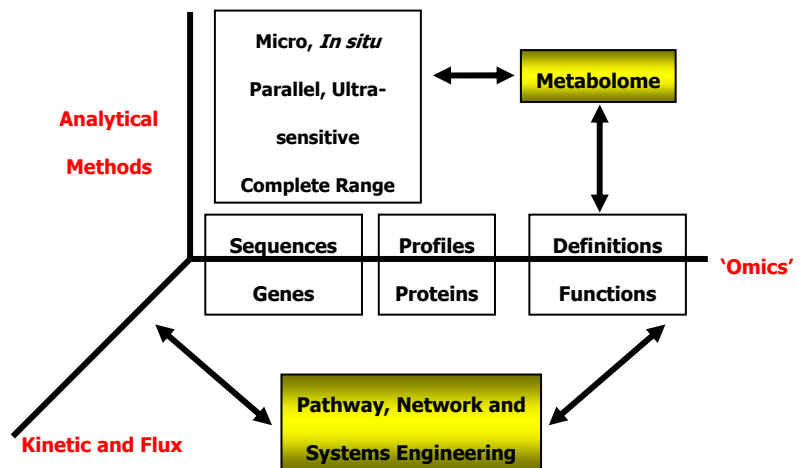 Micro, In situ
Parallel, Ultra-
sensitive
Complete Range
Metabolome
Analytical
Methods
Sequences
Genes
Profiles
Proteins
Definitions
Functions
‘Omics’
Pathway, Network and
Systems Engineering
Kinetic and Flux